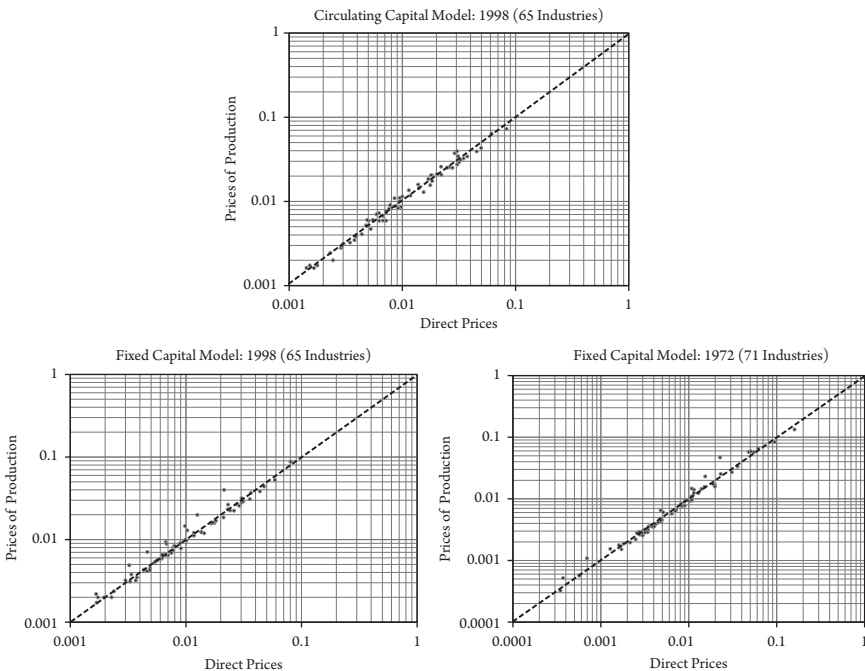 Circulating Capital Model: 1998 (65 Industries)
1
0.1
0.01
0.001
Prices of Production
0.001 0.01 0.1 1
Direct Prices
Fixed Capital Model: 1998 (65 Industries)
1
0.1
0.01
0.001
Prices of Production
0.001 0.01 0.1 1
Direct Prices
Fixed Capital Model: 1972 (71 Industries)
1
0.1
0.01
0.001
0.0001
Prices of Production
0.0001 0.001 0.01 0.1 1
Direct Prices